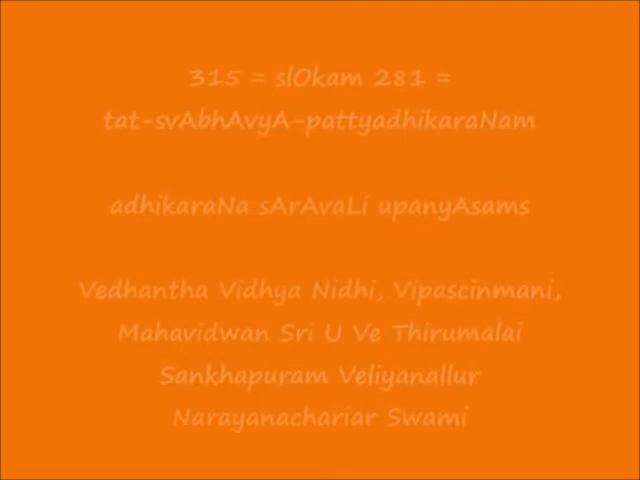 315 = slOkam 281 =
tat-svAbhAvyA-pattyadhikaraNam
adhikaraNa sArAvaLi upanyAsams
Vedhantha Vidhya Nidhi, Vipascinmani,
Mahavidwan Sri U Ve Thirumalai
Sankhapuram Veliyanallur
Narayanachariar Swami